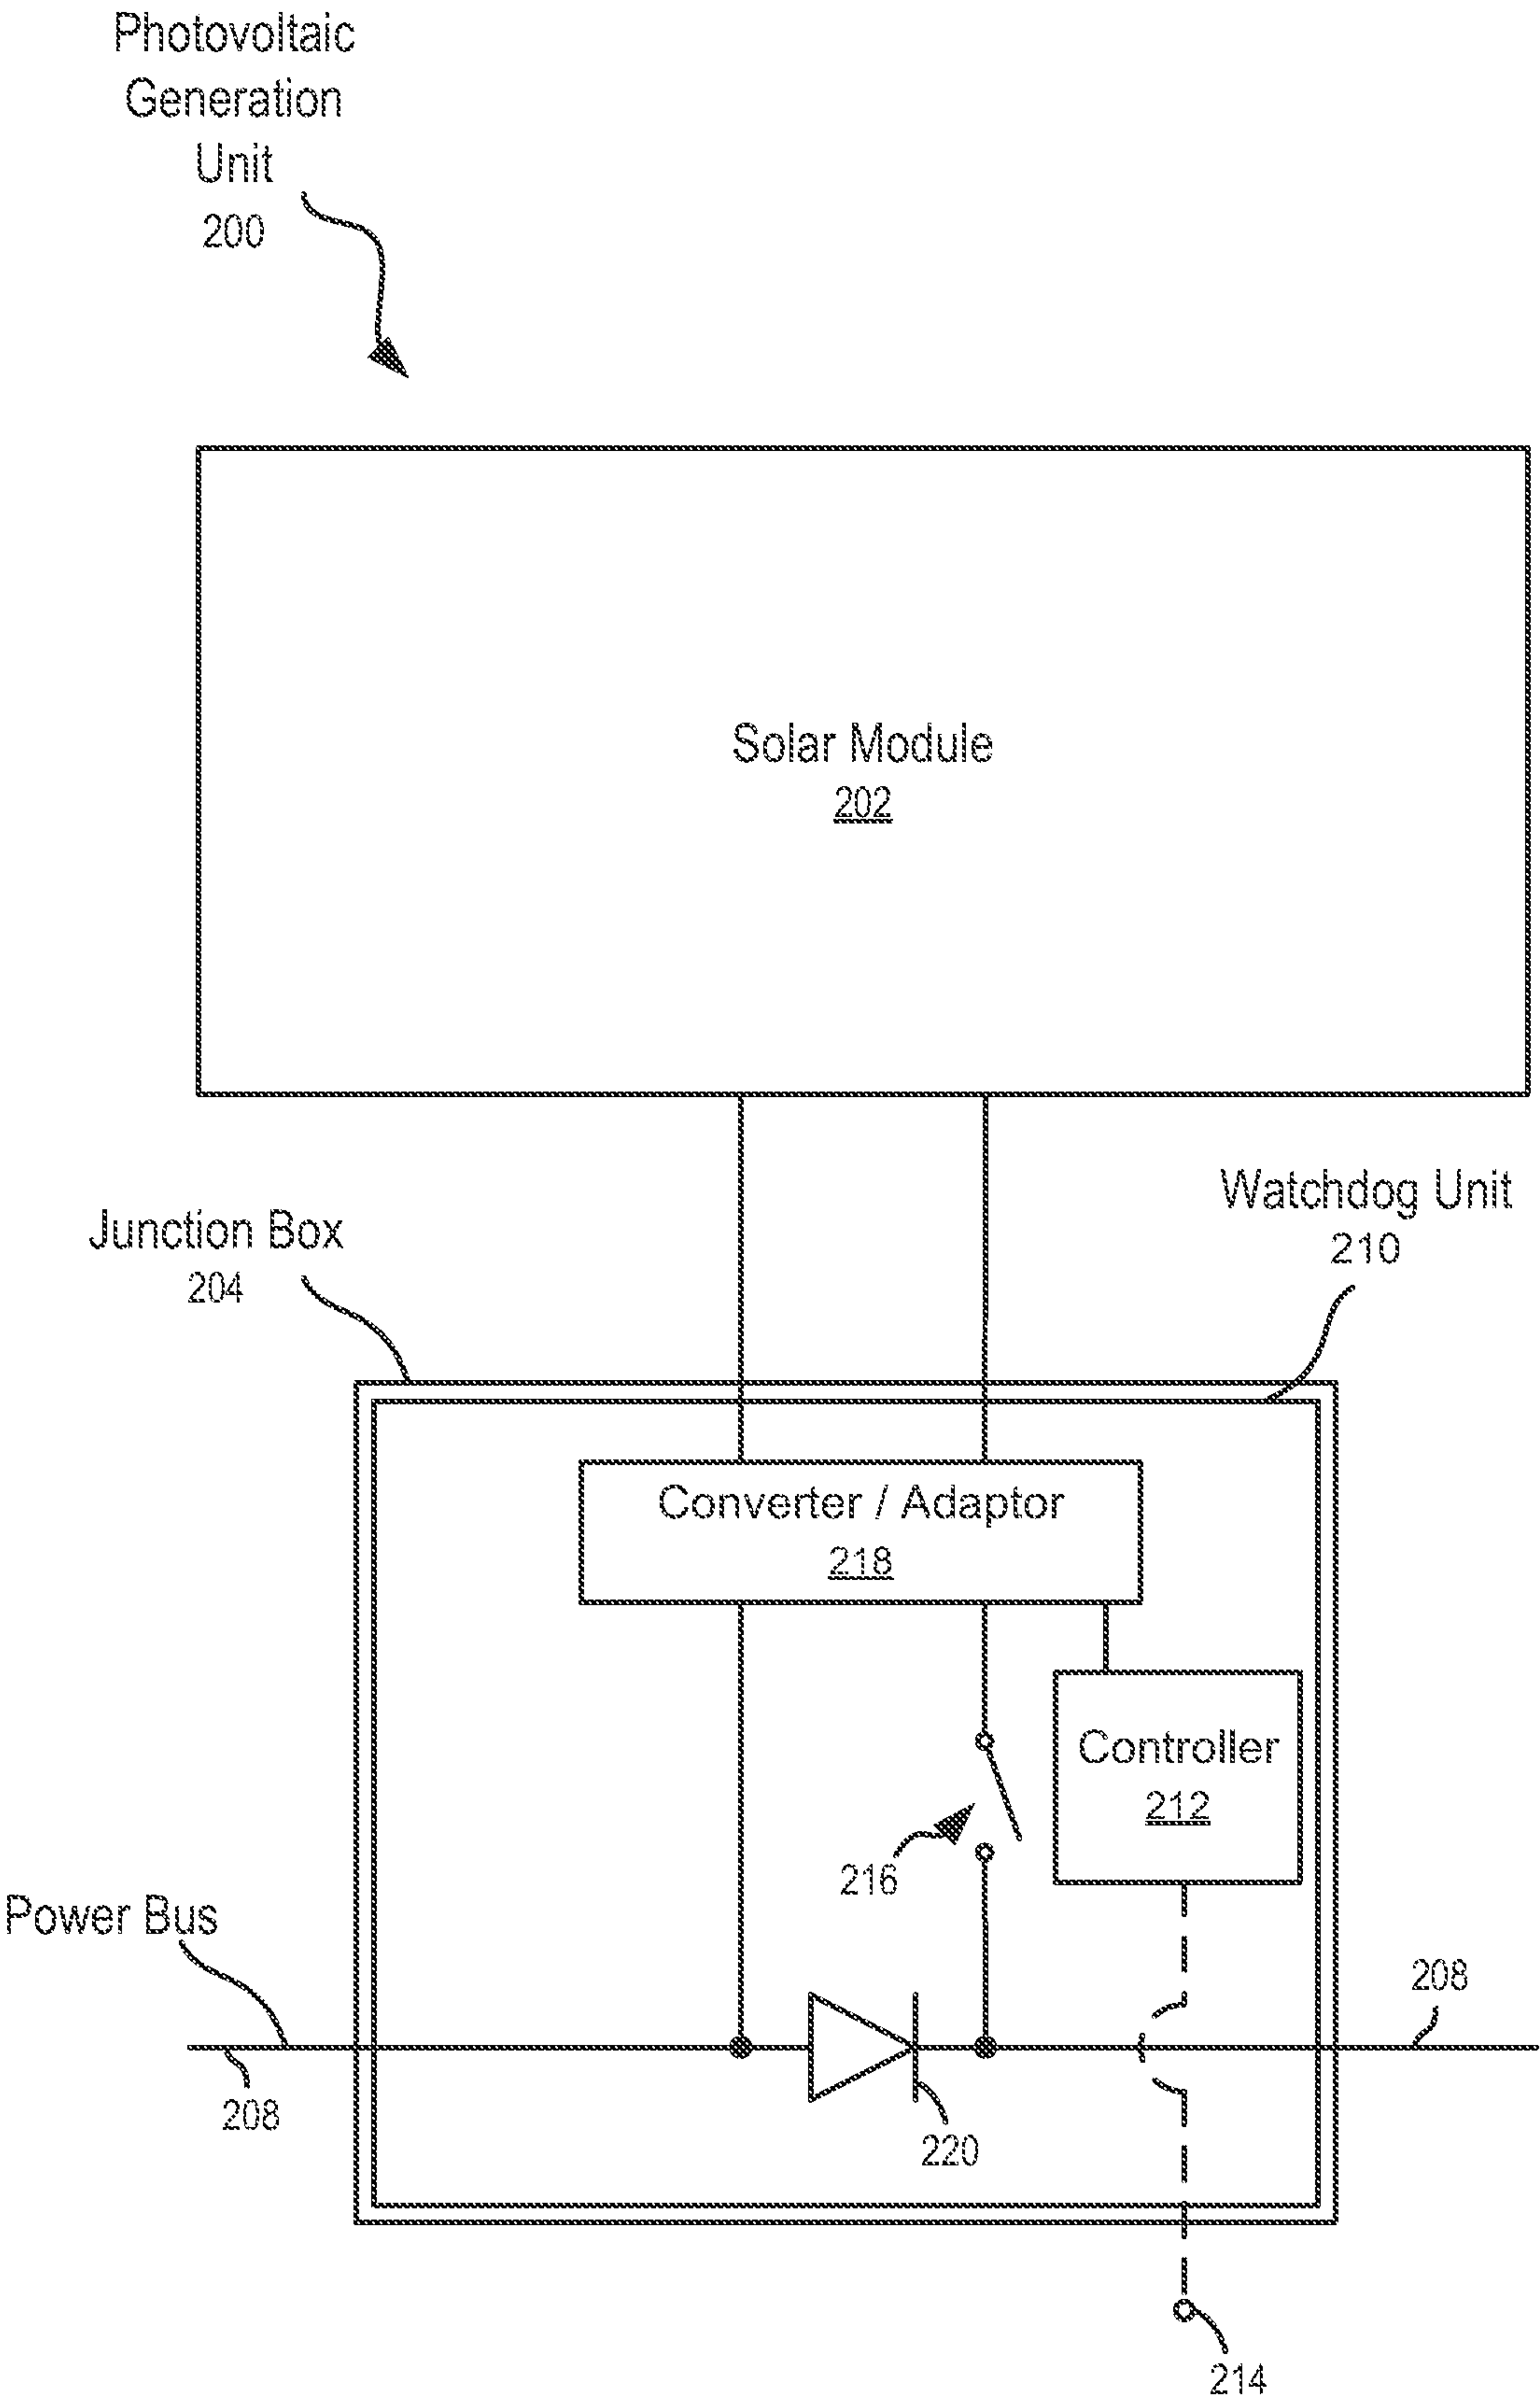 Photovoltaic
Generation
Unit
200
Solar Module
202
Watchdog Unit
210
Junction Box
204
Converter / Adaptor
218
Controller
212
216
Power Bus
208
208
220
214